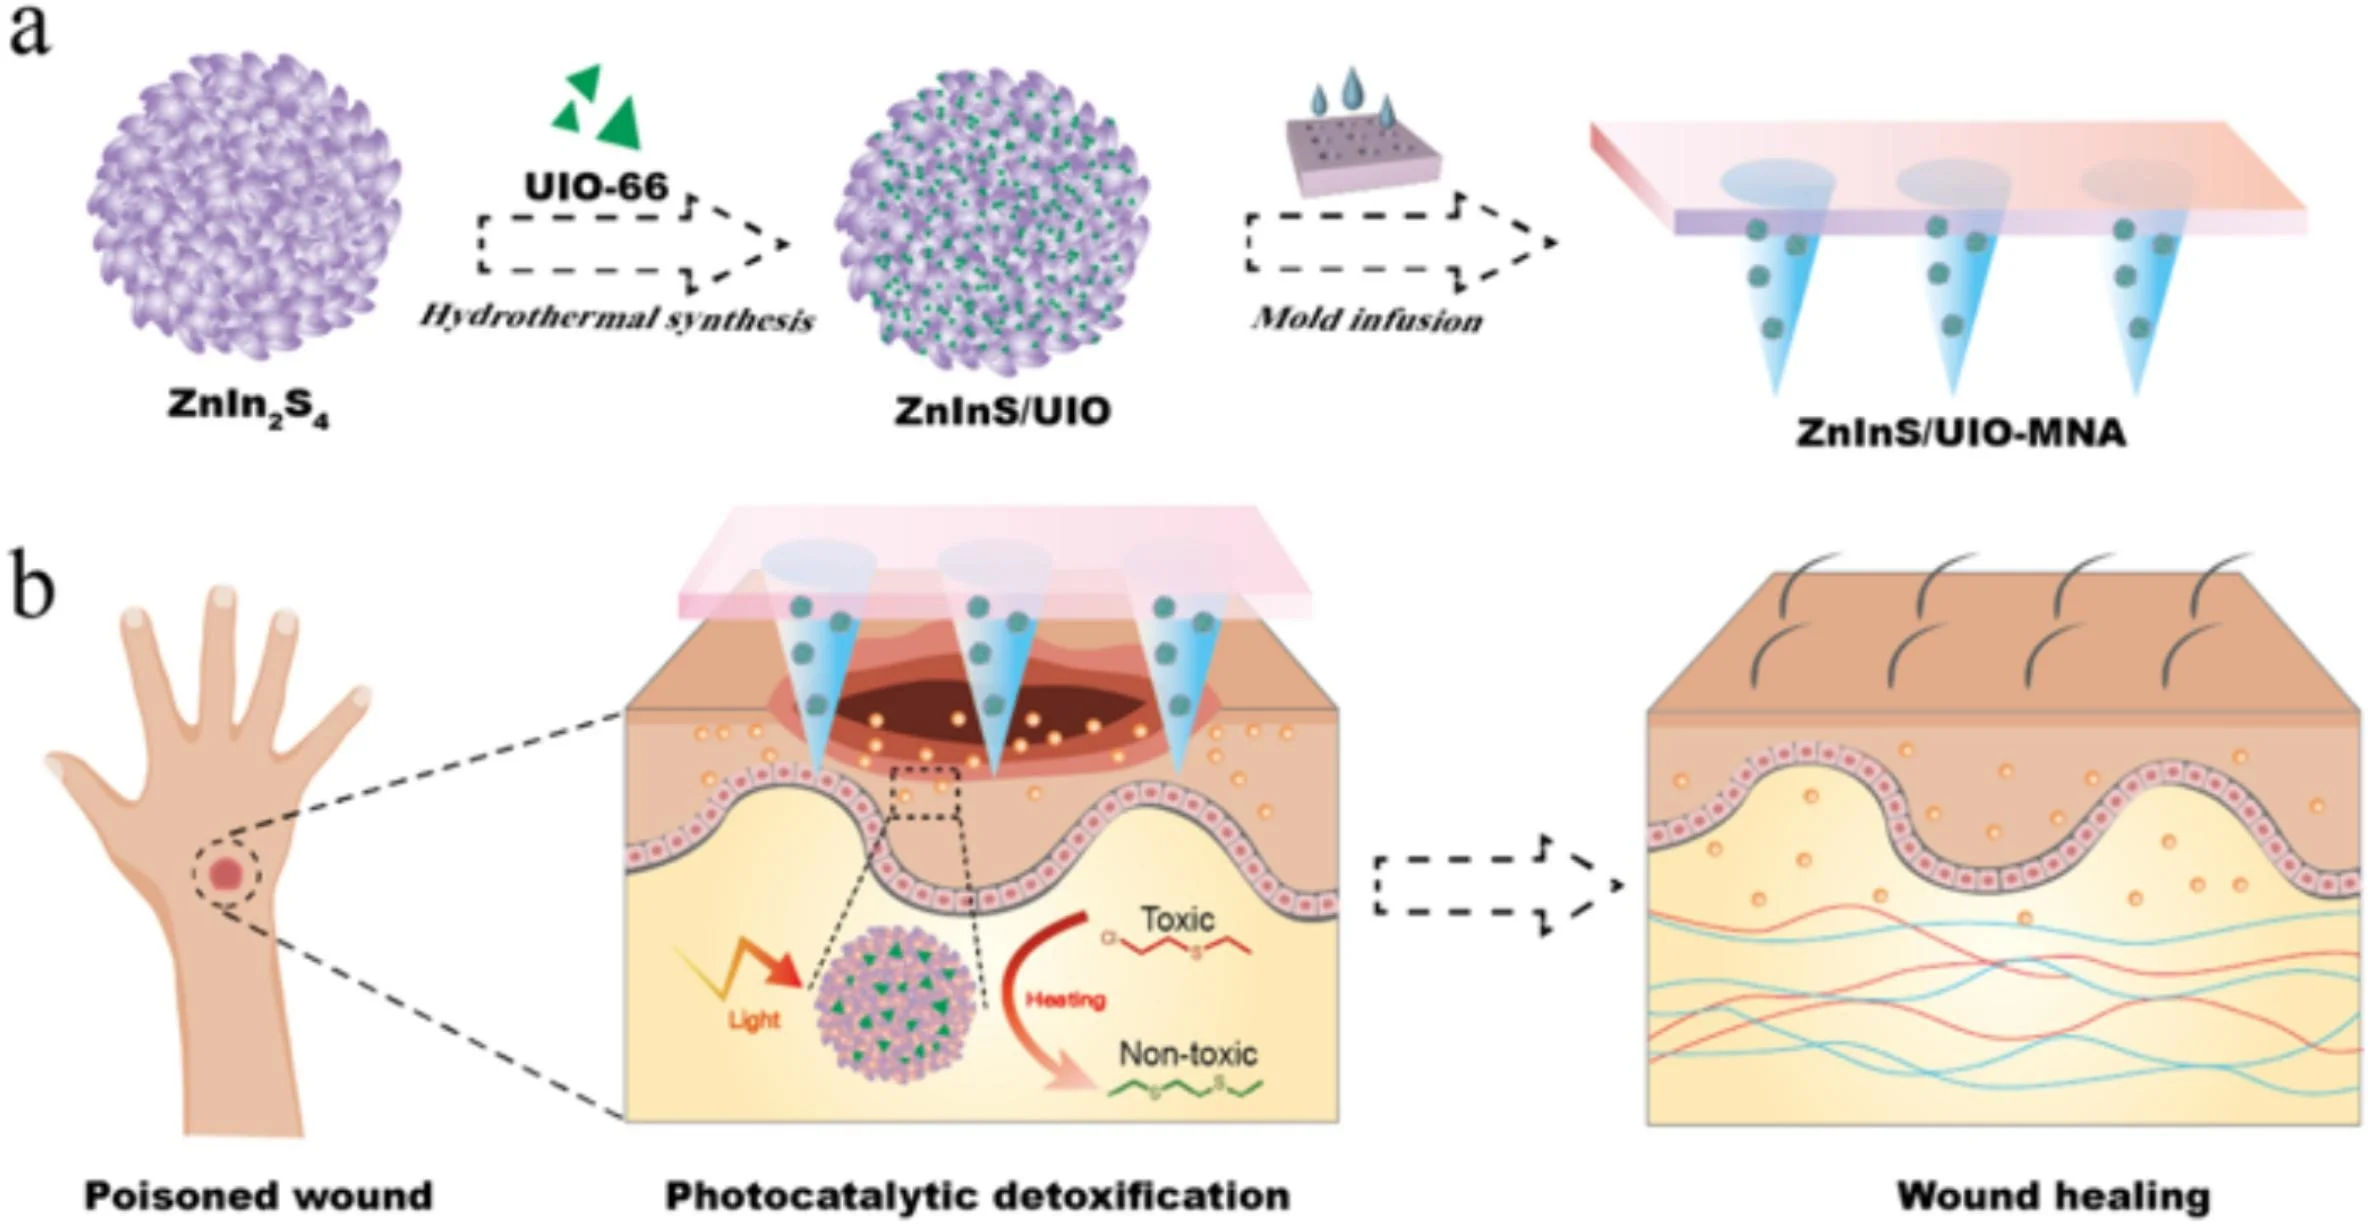 a
UIO-66
Hydrothermal synthesis
Mold infusion
ZnIn₂S₄
ZnInS/UIO
ZnInS/UIO-MNA
b
Toxic
Cl
S
Heating
Light
Non-toxic
S
S
Poisoned wound
Photocatalytic detoxification
Wound healing